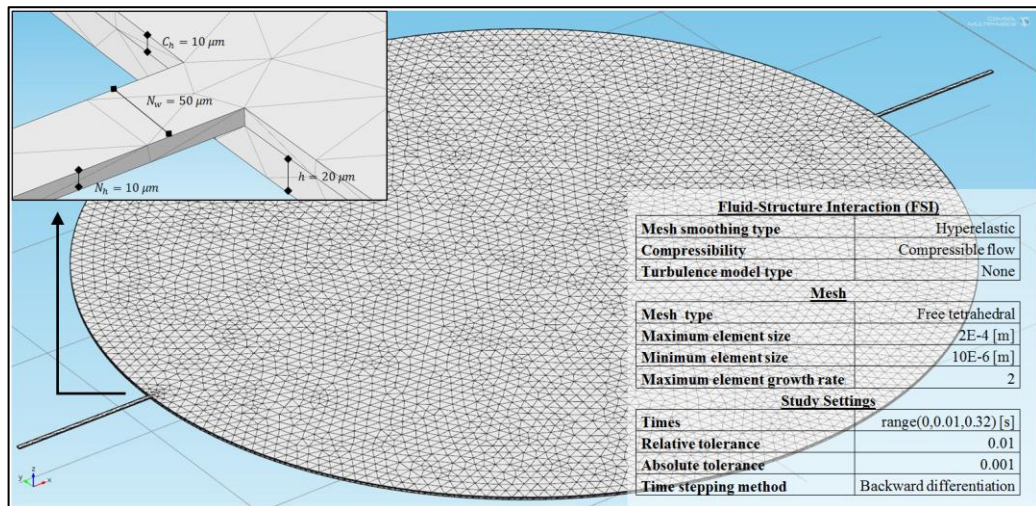 COMSOL
MULTIPHYSICS
C_h = 10 μm
N_w = 50 μm
N_h = 10 μm
h = 20 μm
Fluid-Structure Interaction (FSI)
Mesh smoothing type Hyperelastic
Compressibility Compressible flow
Turbulence model type None
Mesh
Mesh type Free tetrahedral
Maximum element size 2E-4 [m]
Minimum element size 10E-6 [m]
Maximum element growth rate 2
Study Settings
Times range(0,0.01,0.32) [s]
Relative tolerance 0.01
Absolute tolerance 0.001
Time stepping method Backward differentiation
z
y
x